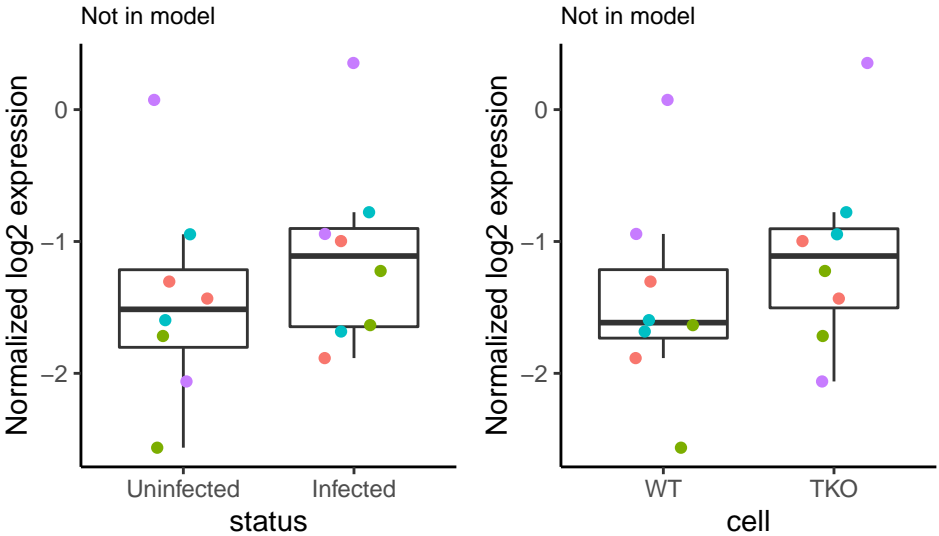 Not in model
Normalized log2 expression
0
−1
−2
Uninfected Infected
status
Not in model
Normalized log2 expression
0
−1
−2
WT TKO
cell